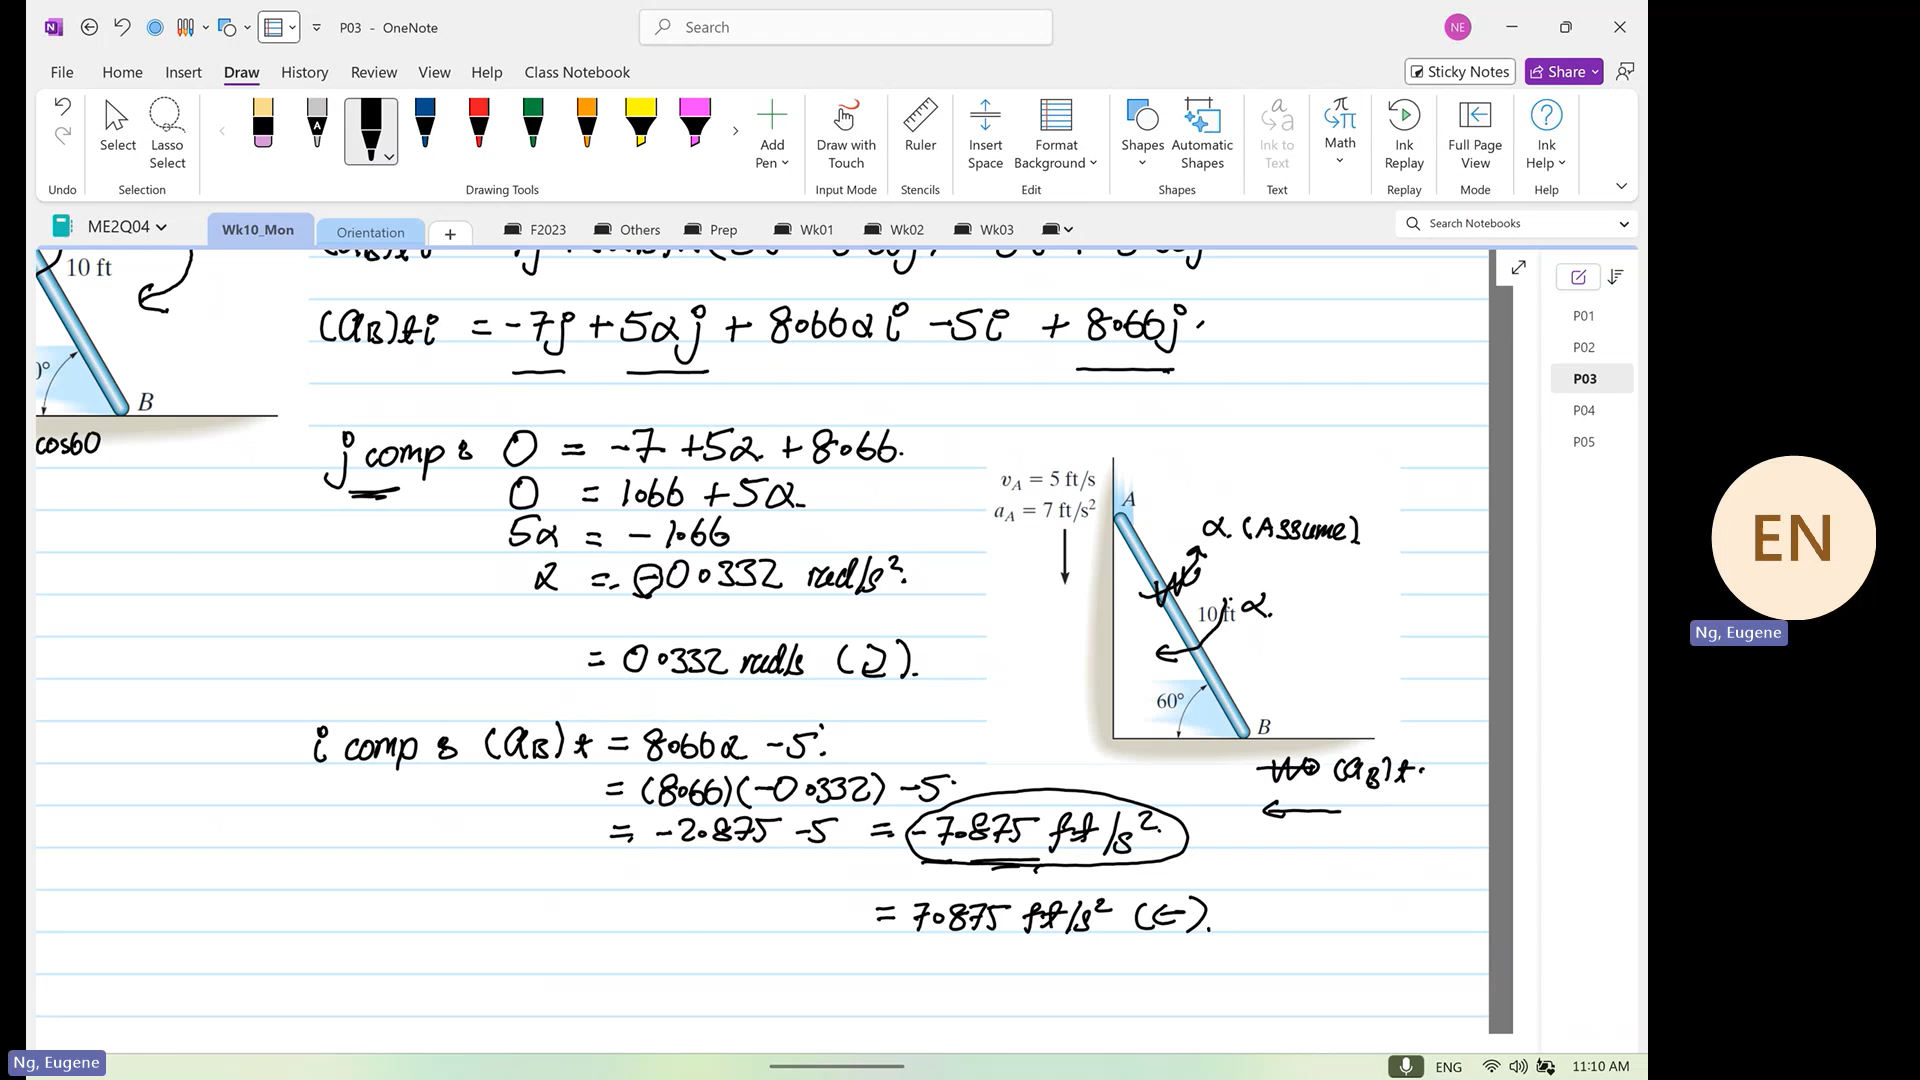 P03 - OneNote
Search
NE
File Home Insert Draw History Review View Help Class Notebook
Sticky Notes
Share
Undo
Select
Lasso Select
Selection
Drawing Tools
Add Pen
Draw with Touch
Input Mode
Ruler
Stencils
Insert Space
Format Background
Edit
Shapes
Automatic Shapes
Shapes
Ink to Text
Text
Math
Ink Replay
Replay
Full Page View
Mode
Ink Help
Help
ME2Q04
Wk10_Mon
Orientation
F2023
Others
Prep
Wk01
Wk02
Wk03
Search Notebooks
P01
P02
P03
P04
P05
10 ft
B
cos60
(aB)t i = -7j + 5αj + 8.66α i -5i + 8.66j.
j comp : 0 = -7 +5α + 8.66.
0 = 1.66 + 5α.
5α = - 1.66
α = -0.332 rad/s².
= 0.332 rad/s (⤸).
i comp : (aB)t = 8.66α -5.
= (8.66)(-0.332) -5.
= -2.875 -5 = -7.875 ft/s².
= 7.875 ft/s² (←).
vA = 5 ft/s
aA = 7 ft/s²
A
α. (Assume)
10 ft
α.
60°
B
(aB)t.
EN
Ng, Eugene
Ng, Eugene
ENG
11:10 AM